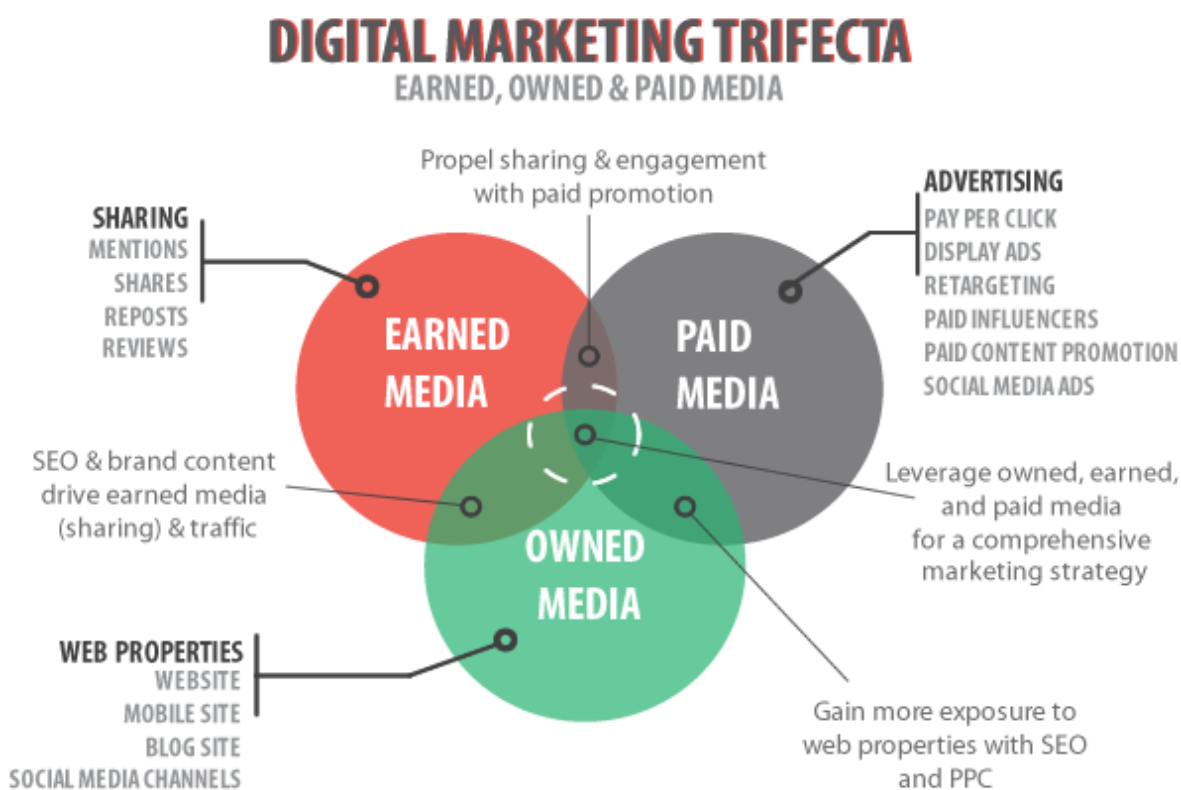 DIGITAL MARKETING TRIFECTA
EARNED, OWNED & PAID MEDIA
Propel sharing & engagement
with paid promotion
SHARING
MENTIONS
SHARES
REPOSTS
REVIEWS
ADVERTISING
PAY PER CLICK
DISPLAY ADS
RETARGETING
PAID INFLUENCERS
PAID CONTENT PROMOTION
SOCIAL MEDIA ADS
EARNED
MEDIA
PAID
MEDIA
SEO & brand content
drive earned media
(sharing) & traffic
Leverage owned, earned,
and paid media
for a comprehensive
marketing strategy
OWNED
MEDIA
WEB PROPERTIES
WEBSITE
MOBILE SITE
BLOG SITE
SOCIAL MEDIA CHANNELS
Gain more exposure to
web properties with SEO
and PPC